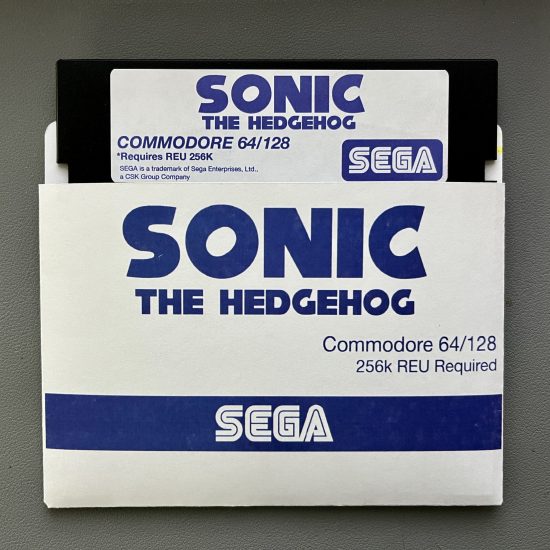 SONIC
THE HEDGEHOG
COMMODORE 64/128
*Requires REU 256K
SEGA is a trademark of Sega Enterprises, Ltd.,
a CSK Group Company
SEGA
SONIC
THE HEDGEHOG
Commodore 64/128
256k REU Required
SEGA